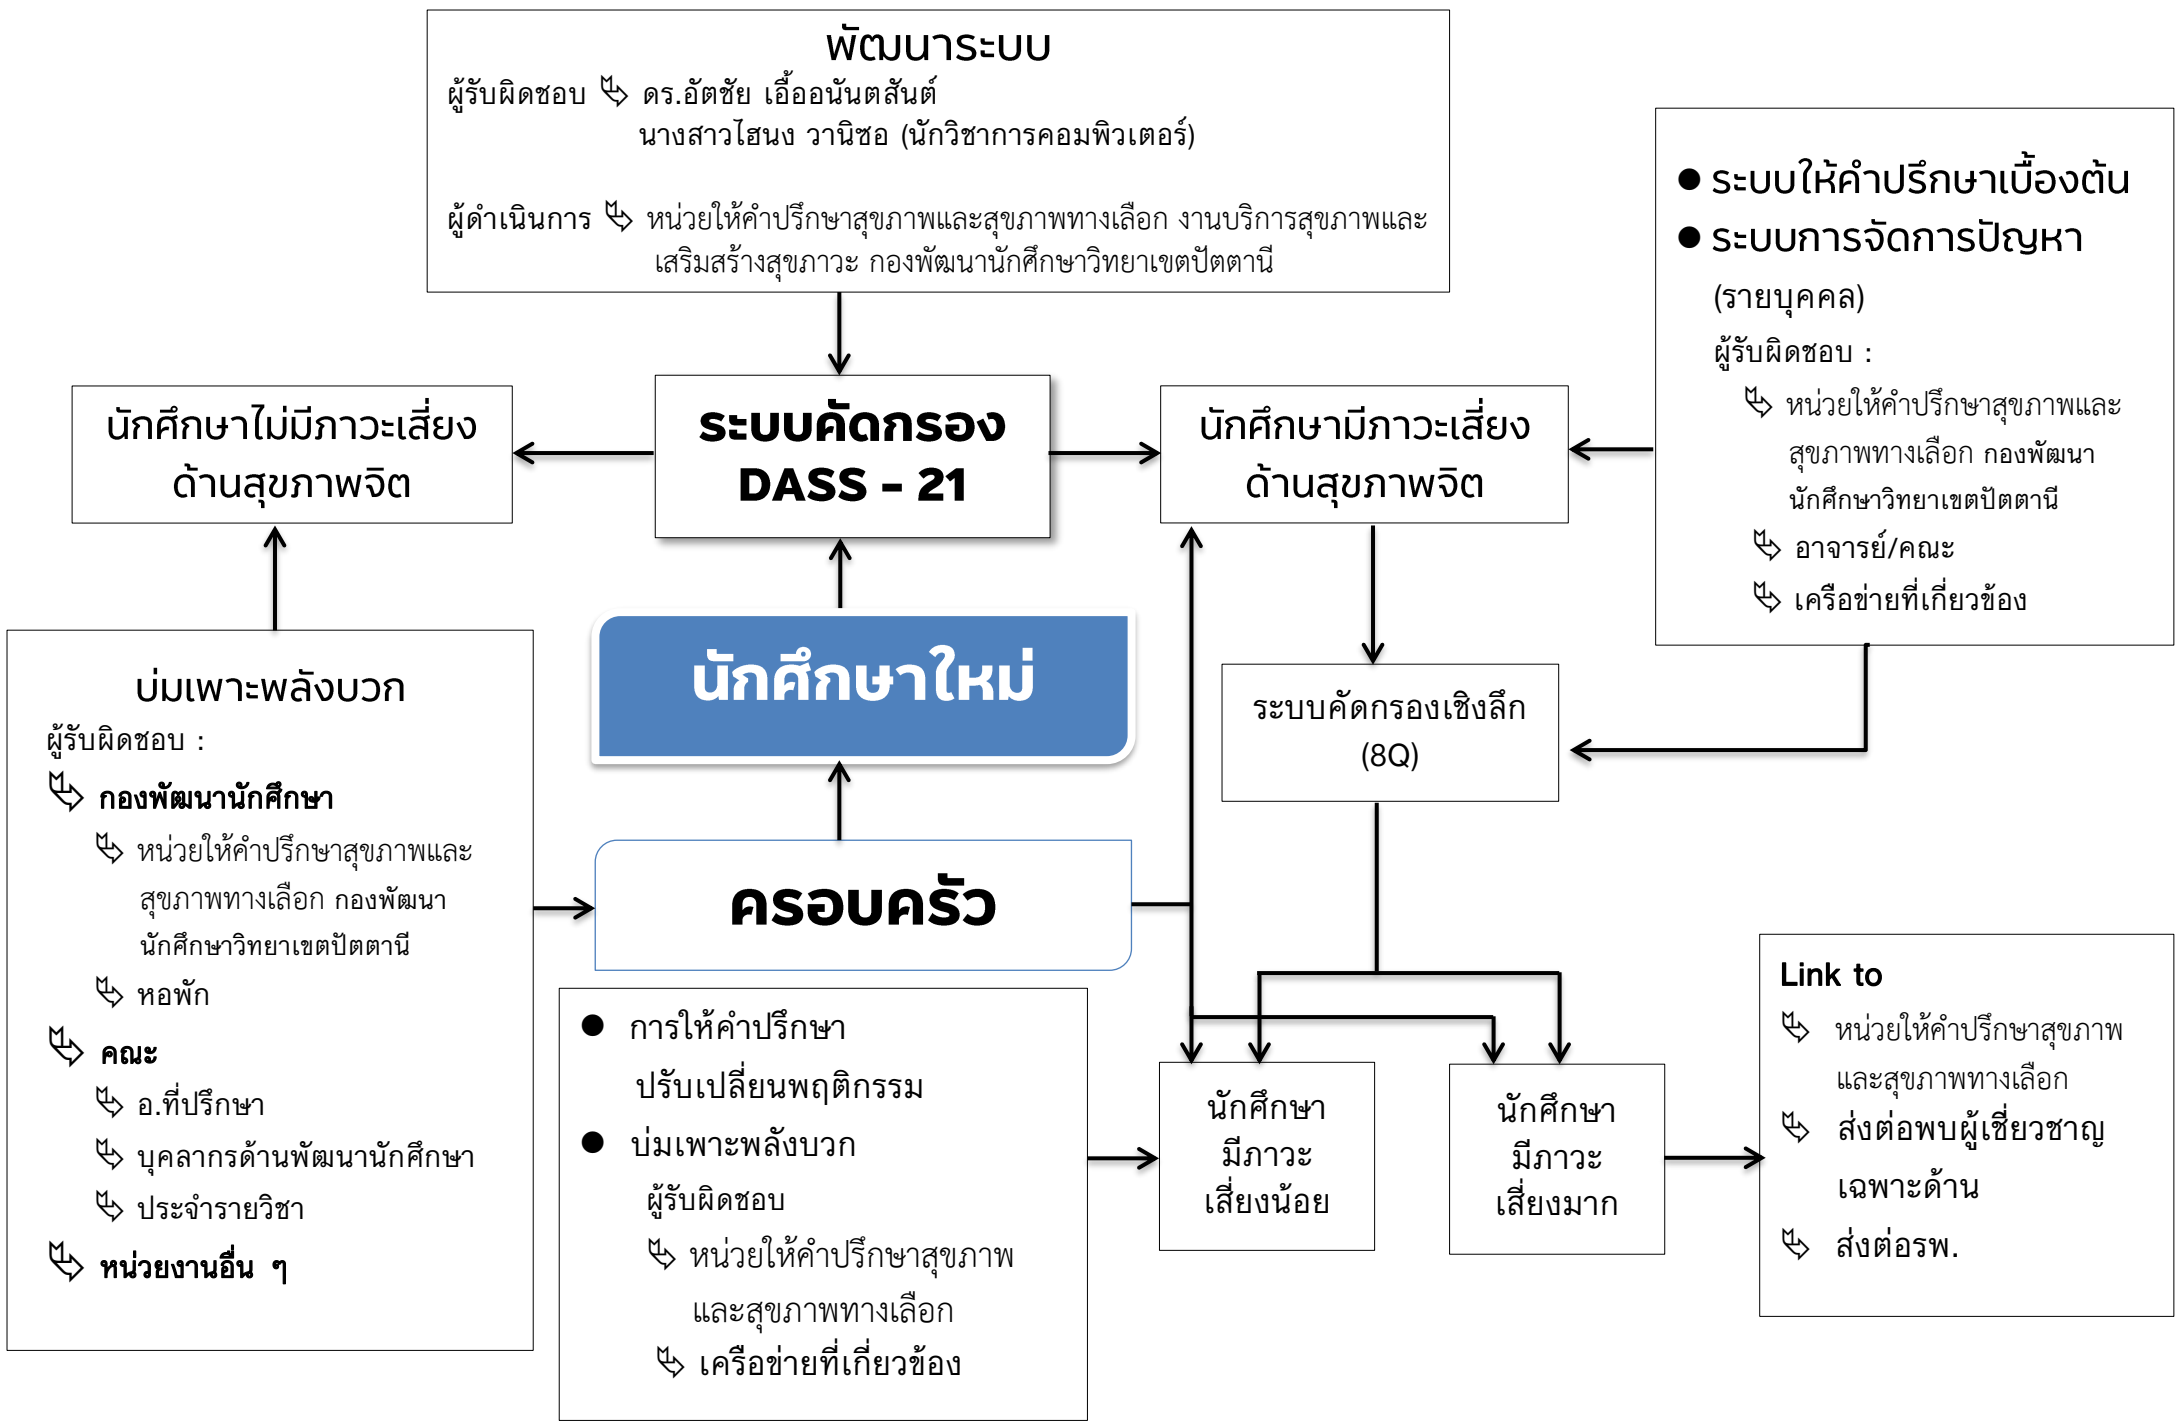 พัฒนาระบบ
ผู้รับผิดชอบ ดร.อัตชัย เอื้ออนันตสันต์
นางสาวไฮนง วานิชอ (นักวิชาการคอมพิวเตอร์)
ผู้ดำเนินการ หน่วยให้คำปรึกษาสุขภาพและสุขภาพทางเลือก งานบริการสุขภาพและ
เสริมสร้างสุขภาวะ กองพัฒนานักศึกษาวิทยาเขตปัตตานี
● ระบบให้คำปรึกษาเบื้องต้น
● ระบบการจัดการปัญหา
(รายบุคคล)
ผู้รับผิดชอบ :
หน่วยให้คำปรึกษาสุขภาพและ
สุขภาพทางเลือก กองพัฒนา
นักศึกษาวิทยาเขตปัตตานี
อาจารย์/คณะ
เครือข่ายที่เกี่ยวข้อง
นักศึกษาไม่มีภาวะเสี่ยง
ด้านสุขภาพจิต
ระบบคัดกรอง
DASS - 21
นักศึกษามีภาวะเสี่ยง
ด้านสุขภาพจิต
นักศึกษาใหม่
ระบบคัดกรองเชิงลึก
(8Q)
บ่มเพาะพลังบวก
ผู้รับผิดชอบ :
กองพัฒนานักศึกษา
หน่วยให้คำปรึกษาสุขภาพและ
สุขภาพทางเลือก กองพัฒนา
นักศึกษาวิทยาเขตปัตตานี
หอพัก
คณะ
อ.ที่ปรึกษา
บุคลากรด้านพัฒนานักศึกษา
ประจำรายวิชา
หน่วยงานอื่น ๆ
ครอบครัว
● การให้คำปรึกษา
ปรับเปลี่ยนพฤติกรรม
● บ่มเพาะพลังบวก
ผู้รับผิดชอบ
หน่วยให้คำปรึกษาสุขภาพ
และสุขภาพทางเลือก
เครือข่ายที่เกี่ยวข้อง
นักศึกษา
มีภาวะ
เสี่ยงน้อย
นักศึกษา
มีภาวะ
เสี่ยงมาก
Link to
หน่วยให้คำปรึกษาสุขภาพ
และสุขภาพทางเลือก
ส่งต่อพบผู้เชี่ยวชาญ
เฉพาะด้าน
ส่งต่อรพ.